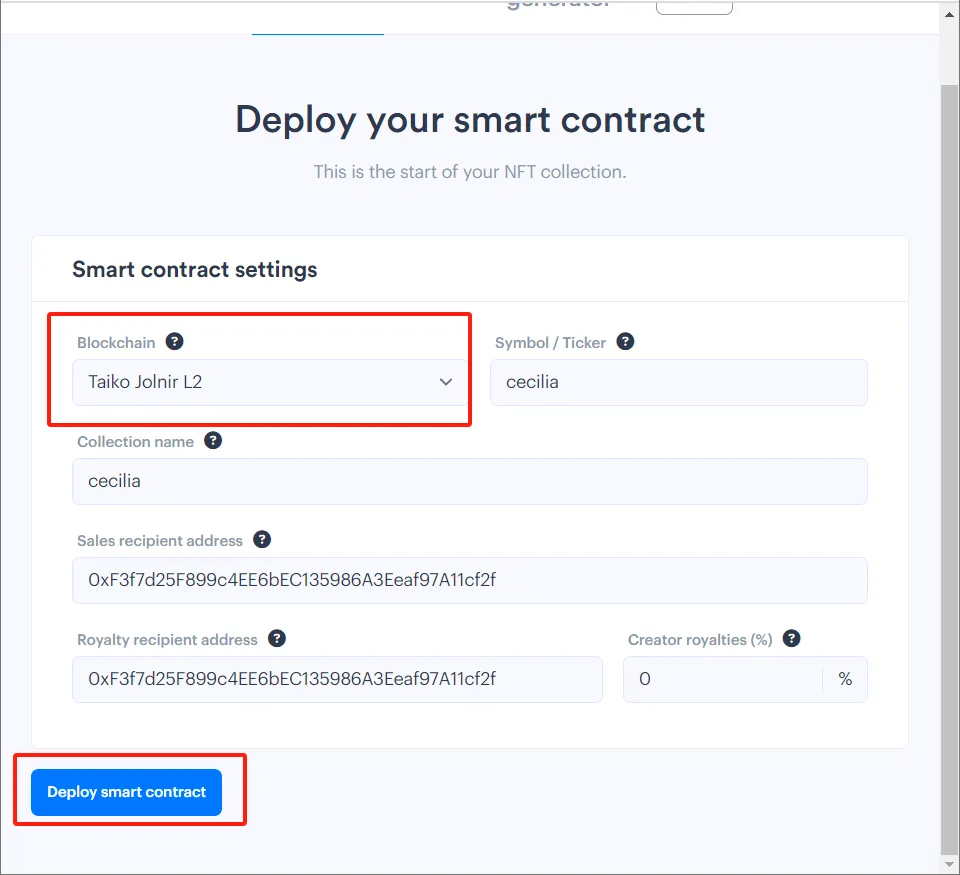 generator
Deploy your smart contract
This is the start of your NFT collection.
Smart contract settings
Blockchain ?
Symbol / Ticker ?
Taiko Jolnir L2
cecilia
Collection name ?
cecilia
Sales recipient address ?
0xF3f7d25F899c4EE6bEC135986A3Eeaf97A11cf2f
Royalty recipient address ?
Creator royalties (%) ?
0xF3f7d25F899c4EE6bEC135986A3Eeaf97A11cf2f
0 %
Deploy smart contract